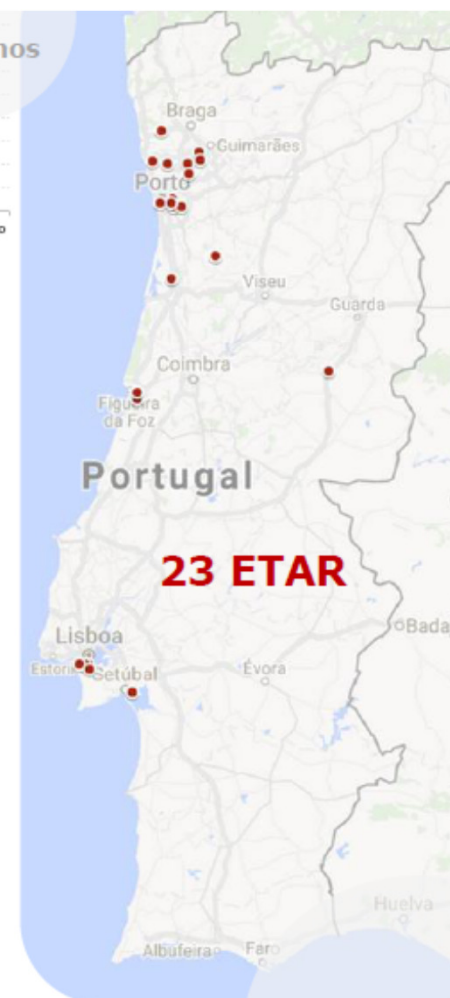 nos
Braga
Guimarães
Porto
Viseu
Guarda
Coimbra
Figueira
da Foz
Portugal
23 ETAR
Lisboa
Bada
Setúbal
Évora
Huelva
Albufeira
Faro